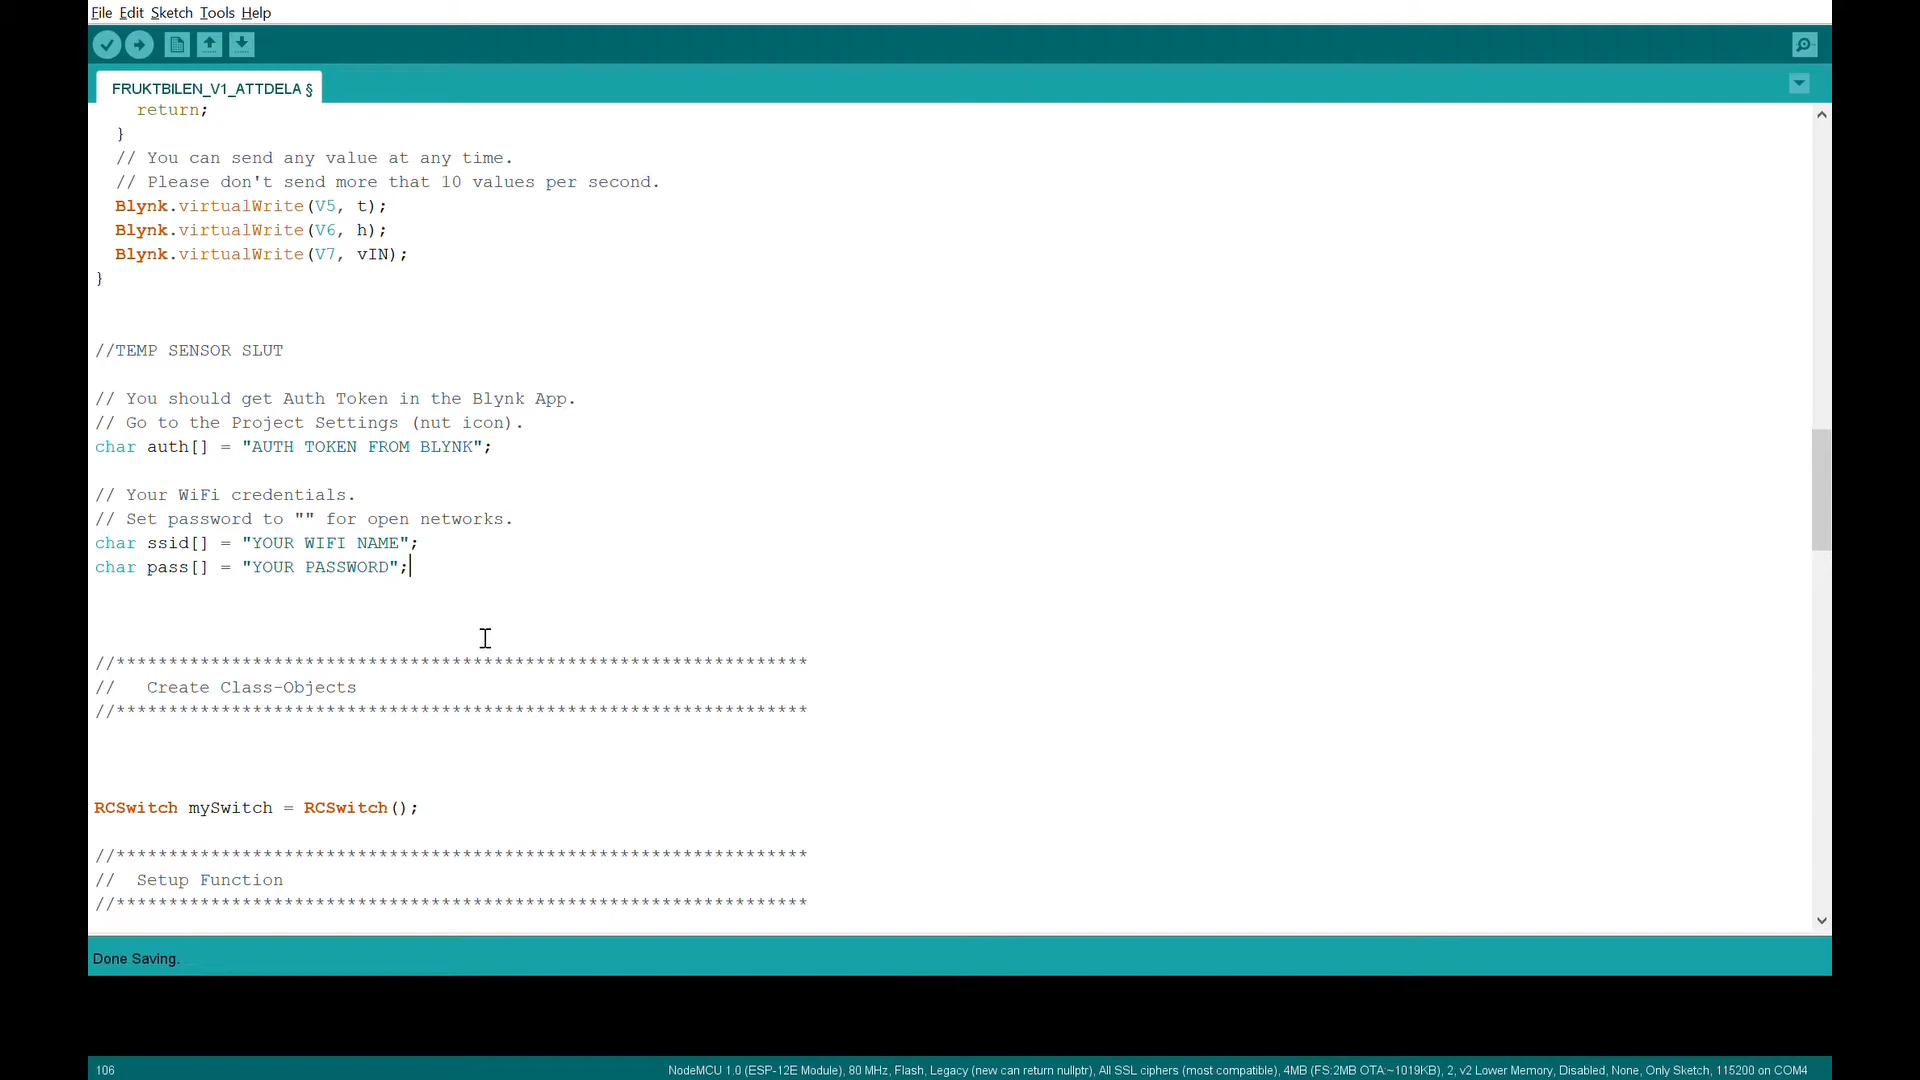 File Edit Sketch Tools Help
FRUKTBILEN_V1_ATTDELA §
return;
}
// You can send any value at any time.
// Please don't send more that 10 values per second.
Blynk.virtualWrite(V5, t);
Blynk.virtualWrite(V6, h);
Blynk.virtualWrite(V7, vIN);
}
//TEMP SENSOR SLUT
// You should get Auth Token in the Blynk App.
// Go to the Project Settings (nut icon).
char auth[] = "AUTH TOKEN FROM BLYNK";
// Your WiFi credentials.
// Set password to "" for open networks.
char ssid[] = "YOUR WIFI NAME";
char pass[] = "YOUR PASSWORD";
//******************************************************************
//   Create Class-Objects
//******************************************************************
RCSwitch mySwitch = RCSwitch();
//******************************************************************
//  Setup Function
//******************************************************************
Done Saving.
106
NodeMCU 1.0 (ESP-12E Module), 80 MHz, Flash, Legacy (new can return nullptr), All SSL ciphers (most compatible), 4MB (FS:2MB OTA:~1019KB), 2, v2 Lower Memory, Disabled, None, Only Sketch, 115200 on COM4